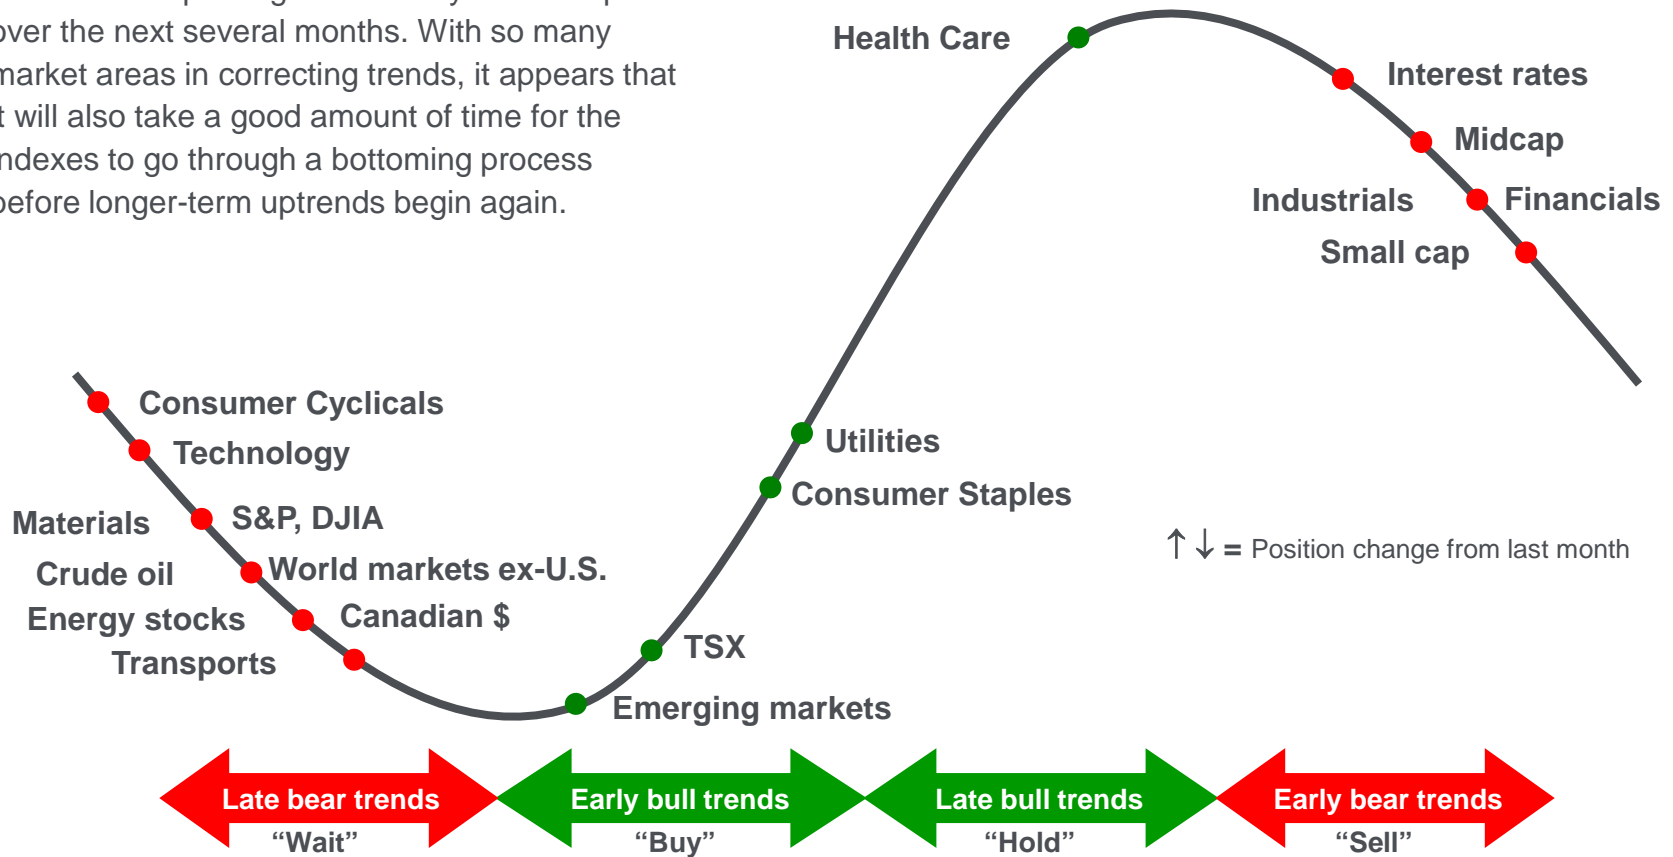 over the next several months. With so many
market areas in correcting trends, it appears that
will also take a good amount of time for the
indexes to go through a bottoming process
before longer-term uptrends begin again.
Health Care
Interest rates
Midcap
Industrials
Financials
Small cap
Consumer Cyclicals
Technology
Materials
S&P, DJIA
Crude oil
World markets ex-U.S.
Energy stocks
Canadian $
Transports
Utilities
Consumer Staples
TSX
Emerging markets
↑↓= Position change from last month
Late bear trends
“Wait”
Early bull trends
“Buy”
Late bull trends
“Hold”
Early bear trends
“Sell”